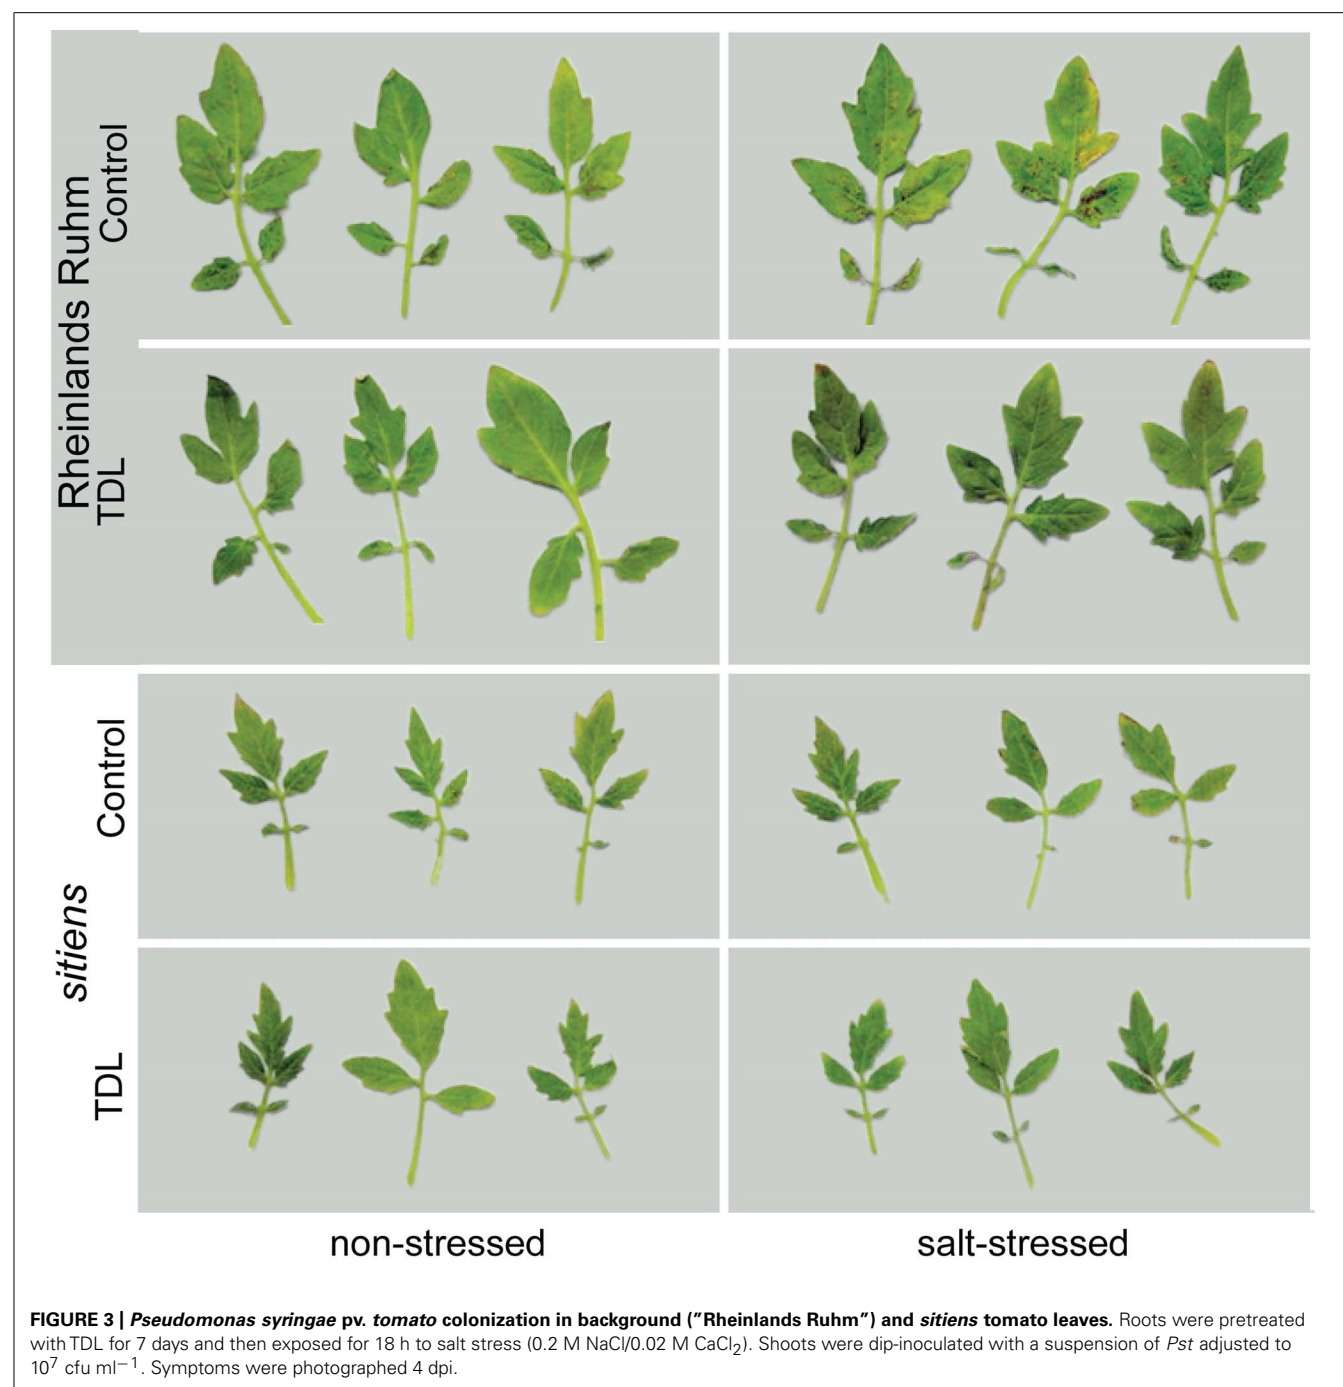 Rheinlands Ruhm
Control
TDL
sitiens
Control
TDL
non-stressed
salt-stressed
FIGURE 3 | Pseudomonas syringae pv. tomato colonization in background ("Rheinlands Ruhm") and sitiens tomato leaves. Roots were pretreated
with TDL for 7 days and then exposed for 18 h to salt stress (0.2 M NaCl/0.02 M CaCl2). Shoots were dip-inoculated with a suspension of Pst adjusted to
10⁷ cfu ml⁻¹. Symptoms were photographed 4 dpi.